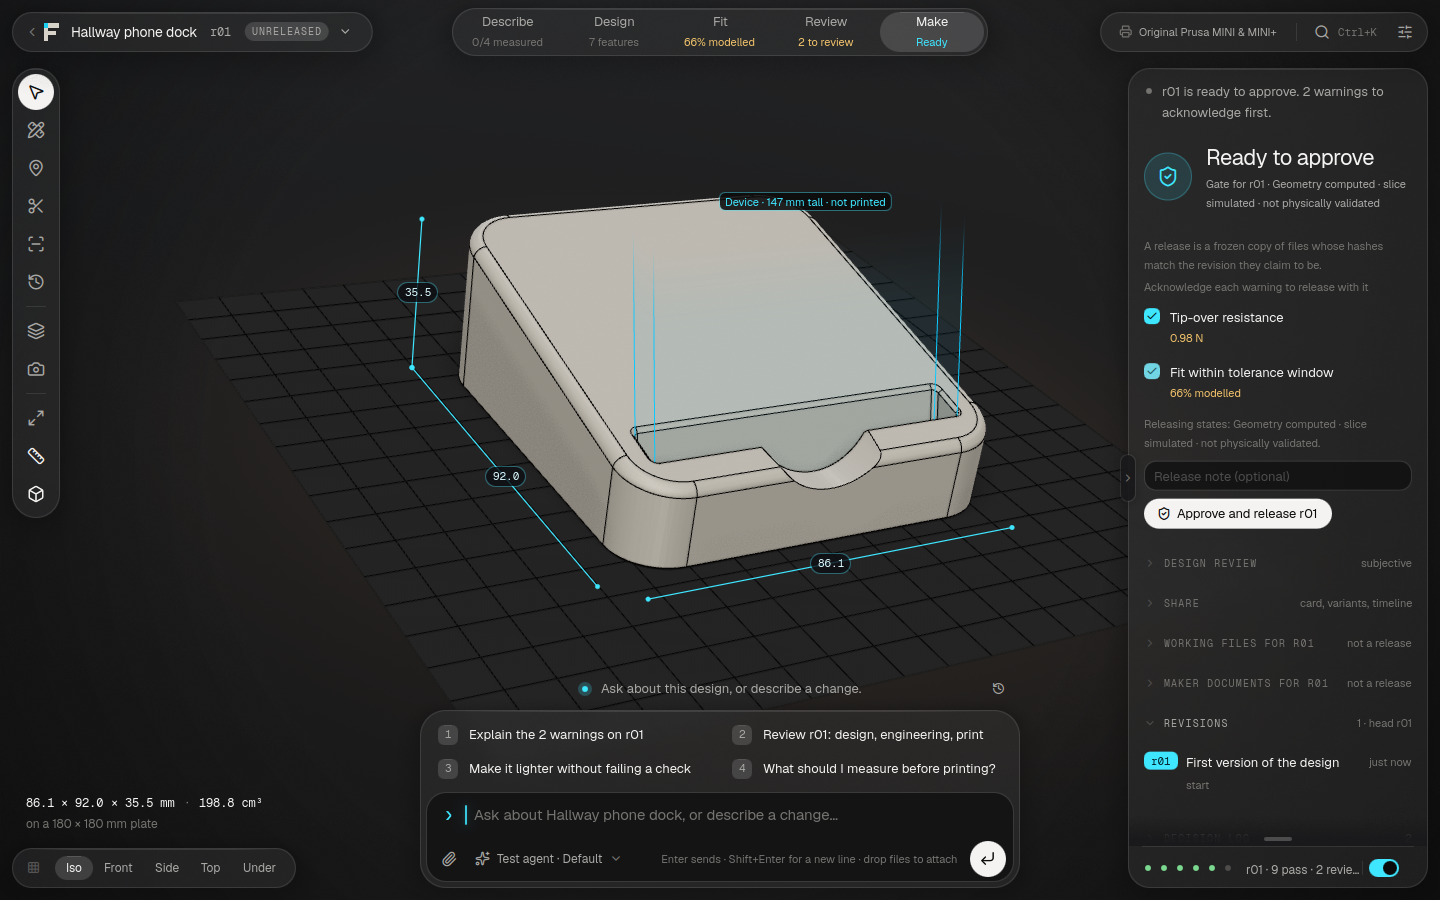 Hallway phone dock r01 UNRELEASED
Describe
0/4 measured
Design
7 features
Fit
66% modelled
Review
2 to review
Make
Ready
Original Prusa MINI & MINI+
Ctrl+K
Device · 147 mm tall · not printed
35.5
92.0
86.1
r01 is ready to approve. 2 warnings to
acknowledge first.
Ready to approve
Gate for r01 · Geometry computed · slice
simulated · not physically validated
A release is a frozen copy of files whose hashes
match the revision they claim to be.
Acknowledge each warning to release with it
Tip-over resistance
0.98 N
Fit within tolerance window
66% modelled
Releasing states: Geometry computed · slice
simulated · not physically validated.
Release note (optional)
Approve and release r01
DESIGN REVIEW subjective
SHARE card, variants, timeline
WORKING FILES FOR R01 not a release
MAKER DOCUMENTS FOR R01 not a release
REVISIONS 1 · head r01
r01 First version of the design just now
start
r01 · 9 pass · 2 revie...
Ask about this design, or describe a change.
1 Explain the 2 warnings on r01
2 Review r01: design, engineering, print
3 Make it lighter without failing a check
4 What should I measure before printing?
Ask about Hallway phone dock, or describe a change...
Test agent · Default
Enter sends · Shift+Enter for a new line · drop files to attach
86.1 × 92.0 × 35.5 mm · 198.8 cm³
on a 180 × 180 mm plate
Iso Front Side Top Under